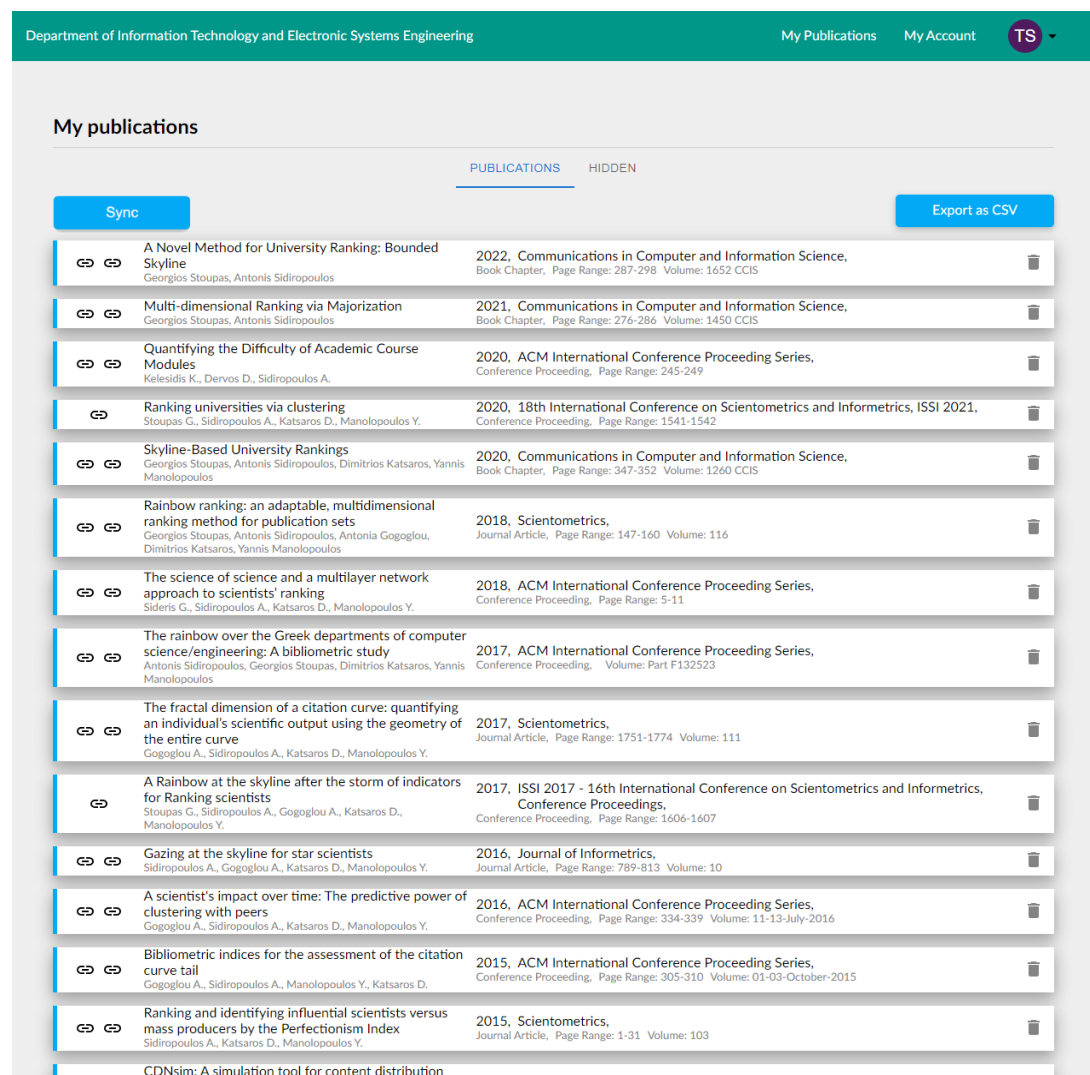 Department of Information Technology and Electronic Systems Engineering
My Publications
My Account
TS
My publications
PUBLICATIONS
HIDDEN
Sync
Export as CSV
A Novel Method for University Ranking: Bounded
Skyline
Georgios Stoupas, Antonis Sidiropoulos
2022, Communications in Computer and Information Science,
Book Chapter, Page Range: 287-298 Volume: 1652 CCIS
Multi-dimensional Ranking via Majorization
Georgios Stoupas, Antonis Sidiropoulos
2021, Communications in Computer and Information Science,
Book Chapter, Page Range: 276-286 Volume: 1450 CCIS
Quantifying the Difficulty of Academic Course
Modules
Kelesidis K., Dervos D., Sidiropoulos A.
2020, ACM International Conference Proceeding Series,
Conference Proceeding, Page Range: 245-249
Ranking universities via clustering
Stoupas G., Sidiropoulos A., Katsaros D., Manolopoulos Y.
2020, 18th International Conference on Scientometrics and Informetrics, ISSI 2021,
Conference Proceeding, Page Range: 1541-1542
Skyline-Based University Rankings
Georgios Stoupas, Antonis Sidiropoulos, Dimitrios Katsaros, Yannis
Manolopoulos
2020, Communications in Computer and Information Science,
Book Chapter, Page Range: 347-352 Volume: 1260 CCIS
Rainbow ranking: an adaptable, multidimensional
ranking method for publication sets
Georgios Stoupas, Antonis Sidiropoulos, Antonia Gogoglou,
Dimitrios Katsaros, Yannis Manolopoulos
2018, Scientometrics,
Journal Article, Page Range: 147-160 Volume: 116
The science of science and a multilayer network
approach to scientists' ranking
Sideris G., Sidiropoulos A., Katsaros D., Manolopoulos Y.
2018, ACM International Conference Proceeding Series,
Conference Proceeding, Page Range: 5-11
The rainbow over the Greek departments of computer
science/engineering: A bibliometric study
Antonis Sidiropoulos, Georgios Stoupas, Dimitrios Katsaros, Yannis
Manolopoulos
2017, ACM International Conference Proceeding Series,
Conference Proceeding, Volume: Part F132523
The fractal dimension of a citation curve: quantifying
an individual's scientific output using the geometry of
the entire curve
Gogoglou A., Sidiropoulos A., Katsaros D., Manolopoulos Y.
2017, Scientometrics,
Journal Article, Page Range: 1751-1774 Volume: 111
A Rainbow at the skyline after the storm of indicators
for Ranking scientists
Stoupas G., Sidiropoulos A., Gogoglou A., Katsaros D.,
Manolopoulos Y.
2017, ISSI 2017 - 16th International Conference on Scientometrics and Informetrics,
Conference Proceedings,
Conference Proceeding, Page Range: 1606-1607
Gazing at the skyline for star scientists
Sidiropoulos A., Gogoglou A., Katsaros D., Manolopoulos Y.
2016, Journal of Informetrics,
Journal Article, Page Range: 789-813 Volume: 10
A scientist's impact over time: The predictive power of
clustering with peers
Gogoglou A., Sidiropoulos A., Katsaros D., Manolopoulos Y.
2016, ACM International Conference Proceeding Series,
Conference Proceeding, Page Range: 334-339 Volume: 11-13-July-2016
Bibliometric indices for the assessment of the citation
curve tail
Gogoglou A., Sidiropoulos A., Manolopoulos Y., Katsaros D.
2015, ACM International Conference Proceeding Series,
Conference Proceeding, Page Range: 305-310 Volume: 01-03-October-2015
Ranking and identifying influential scientists versus
mass producers by the Perfectionism Index
Sidiropoulos A., Katsaros D., Manolopoulos Y.
2015, Scientometrics,
Journal Article, Page Range: 1-31 Volume: 103
CDNsim: A simulation tool for content distribution